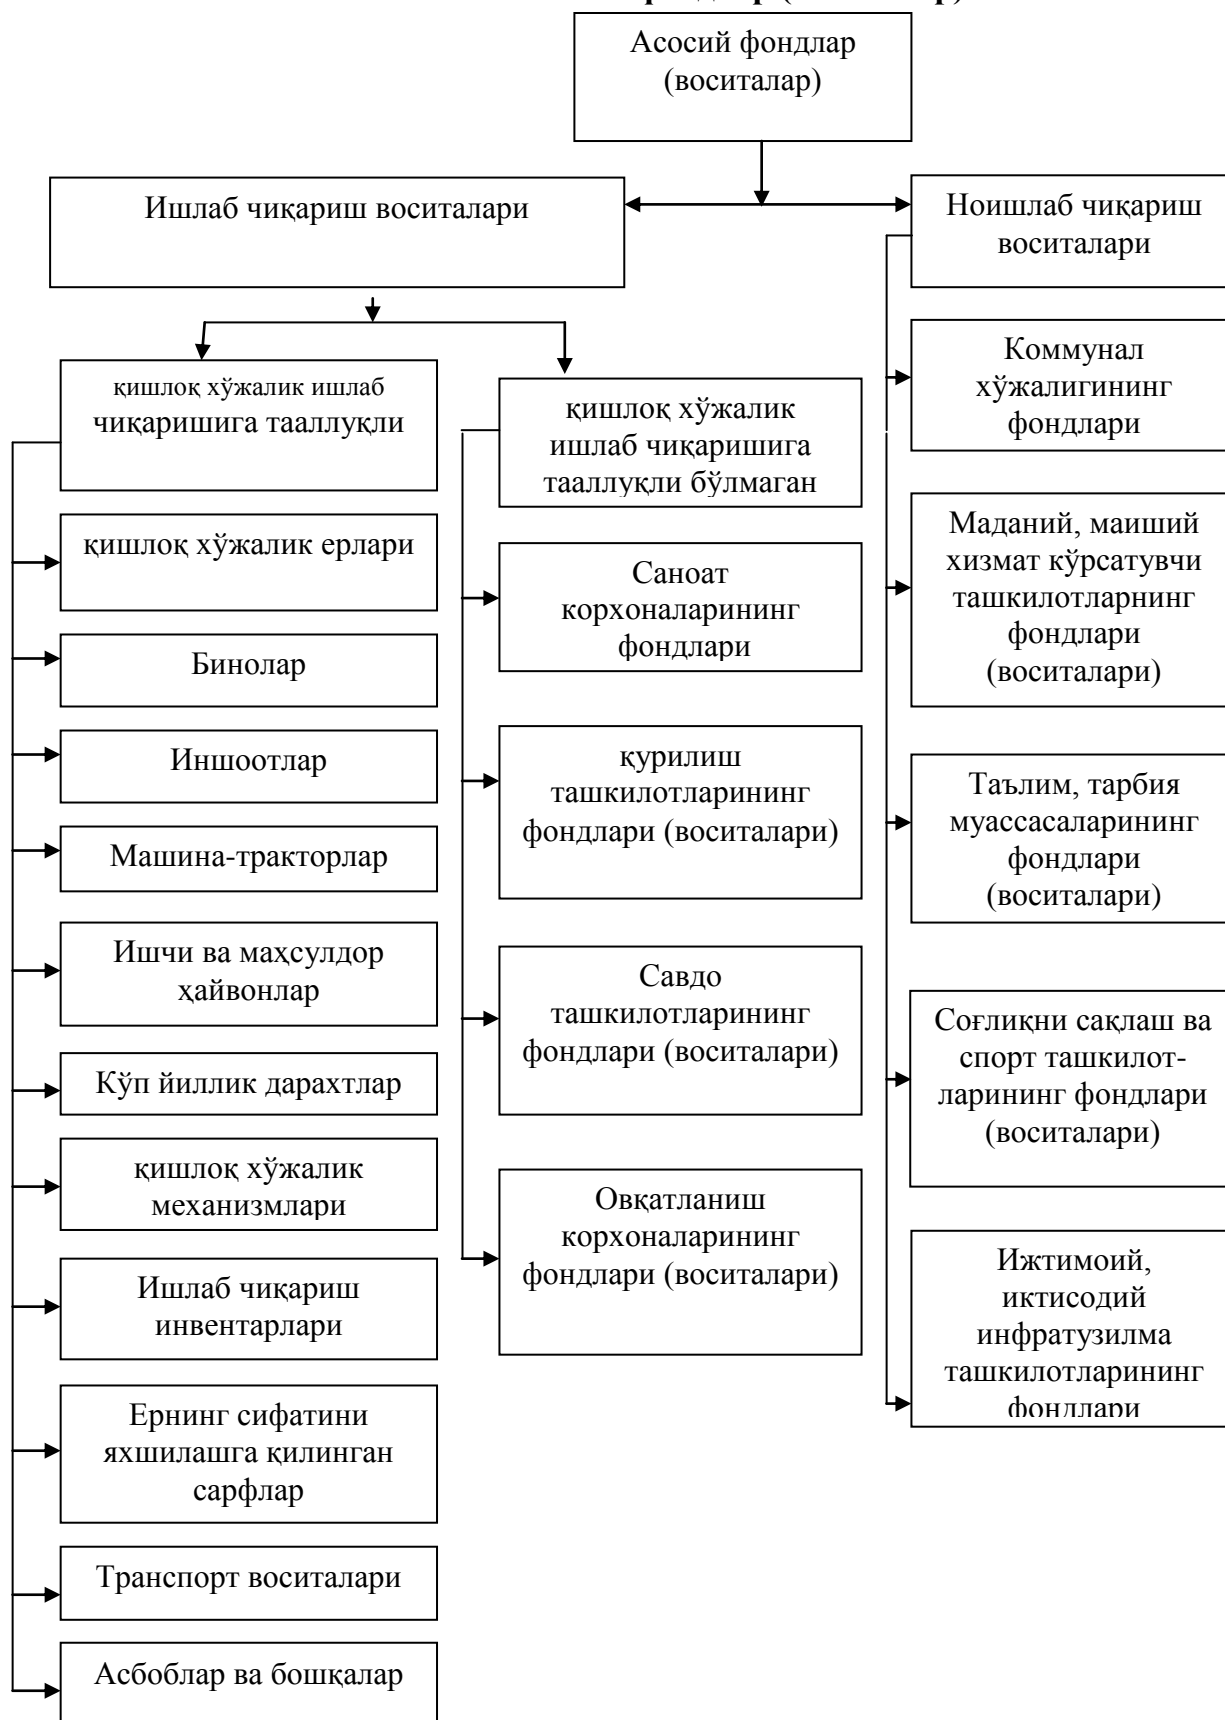 Асосий фондлар
(воситалар)
Ишлаб чиқариш воситалари
Ноишлаб чиқариш
воситалари
қишлоқ хўжалик ишлаб
чиқаришига тааллуқли
қишлоқ хўжалик ерлари
Бинолар
Иншоотлар
Машина-тракторлар
Ишчи ва маҳсулдор
ҳайвонлар
Кўп йиллик дарахтлар
қишлоқ хўжалик
механизмлари
Ишлаб чиқариш
инвентарлари
Ернинг сифатини
яхшилашга қилинган
сарфлар
Транспорт воситалари
Асбоблар ва бошқалар
қишлоқ хўжалик
ишлаб чиқаришига
тааллуқли бўлмаган
Саноат
корхоналарининг
фондлари
қурилиш
ташкилотларининг
фондлари (воситалари)
Савдо
ташкилотларининг
фондлари (воситалари)
Овқатланиш
корхоналарининг
фондлари (воситалари)
Коммунал
хўжалигининг
фондлари
Маданий, маиший
хизмат кўрсатувчи
ташкилотларнинг
фондлари
(воситалари)
Таълим, тарбия
муассасаларининг
фондлари
(воситалари)
Соғлиқни сақлаш ва
спорт ташкилот-
ларининг фондлари
(воситалари)
Ижтимоий,
иктисодий
инфратузилма
ташкилотларининг
фондлари